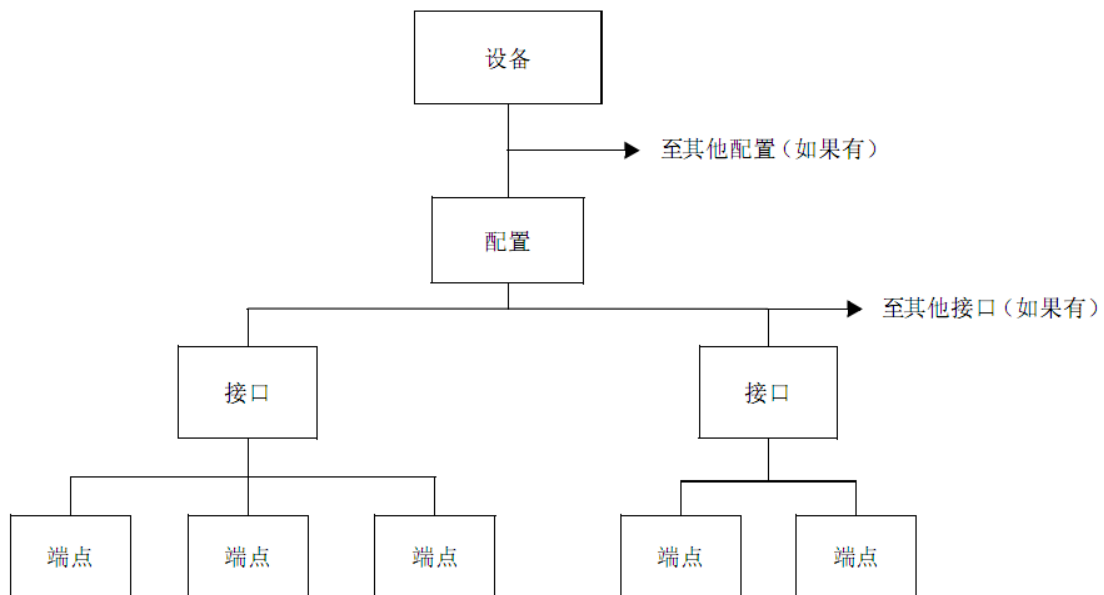 设备
至其他配置（如果有）
配置
至其他接口（如果有）
接口
接口
端点
端点
端点
端点
端点